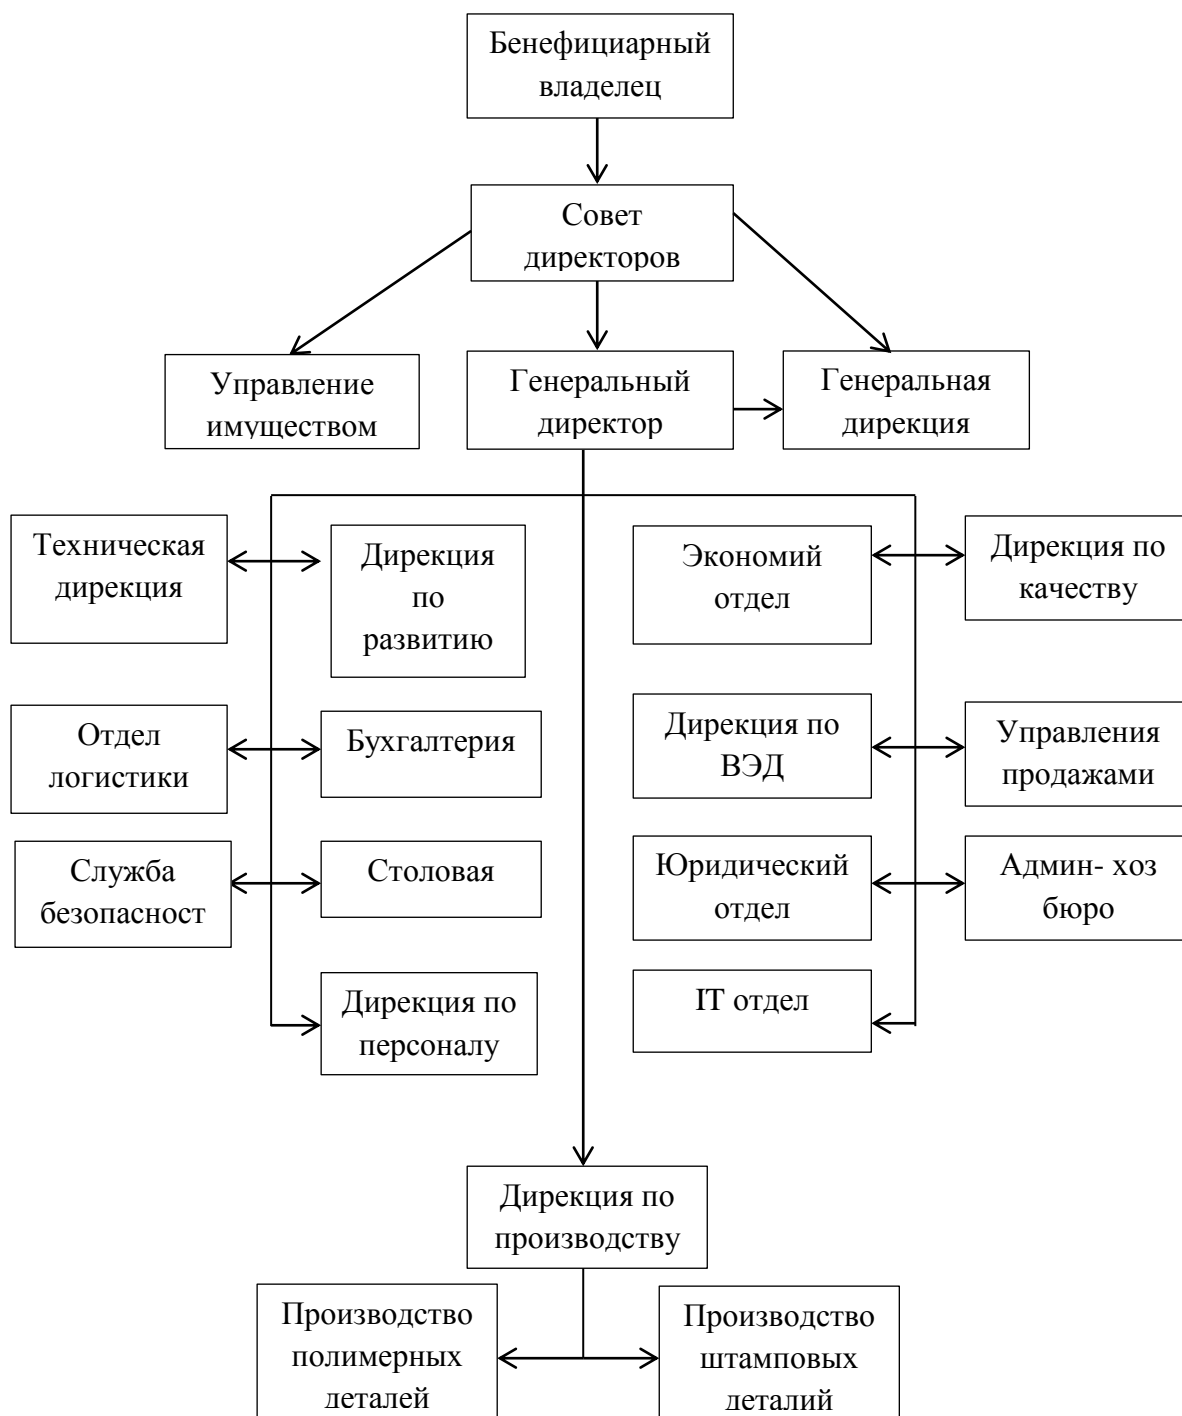 Бенефициарный
владелец
Совет
директоров
Управление
имуществом
Генеральный
директор
Генеральная
дирекция
Техническая
дирекция
Дирекция
по
развитию
Экономий
отдел
Дирекция по
качеству
Отдел
логистики
Бухгалтерия
Дирекция по
ВЭД
Управления
продажами
Служба
безопасност
Столовая
Юридический
отдел
Админ- хоз
бюро
Дирекция по
персоналу
IT отдел
Дирекция по
производству
Производство
полимерных
деталей
Производство
штамповых
деталий